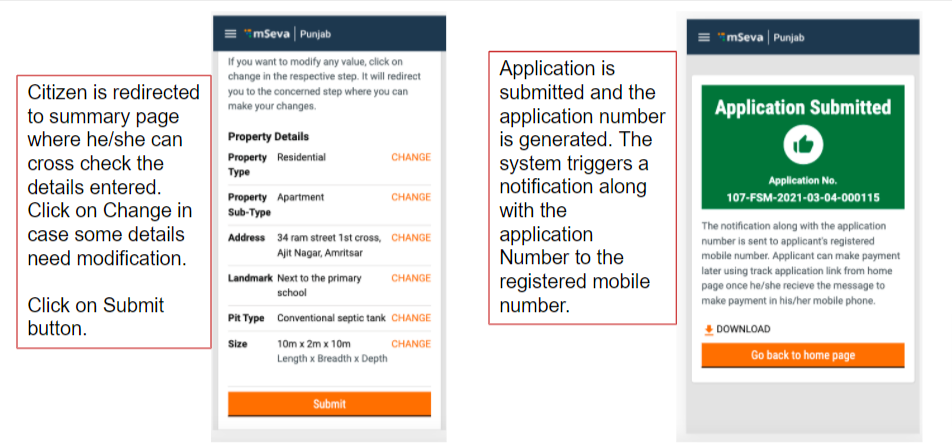 Citizen is redirected
to summary page
where he/she can
cross check the
details entered.
Click on Change in
case some details
need modification.
Click on Submit
button.
mSeva | Punjab
If you want to modify any value, click on
change in the respective step. It will redirect
you to the concerned step where you can
make your changes.
Property Details
Property Type Residential CHANGE
Property Sub-Type Apartment CHANGE
Address 34 ram street 1st cross, CHANGE
Ajit Nagar, Amritsar
Landmark Next to the primary CHANGE
school
Pit Type Conventional septic tank CHANGE
Size 10m x 2m x 10m CHANGE
Length x Breadth x Depth
Submit
Application is
submitted and the
application number
is generated. The
system triggers a
notification along
with the
application
Number to the
registered mobile
number.
mSeva | Punjab
Application Submitted
Application No.
107-FSM-2021-03-04-000115
The notification along with the application
number is sent to applicant's registered
mobile number. Applicant can make payment
later using track application link from home
page once he/she recieve the message to
make payment in his/her mobile phone.
DOWNLOAD
Go back to home page